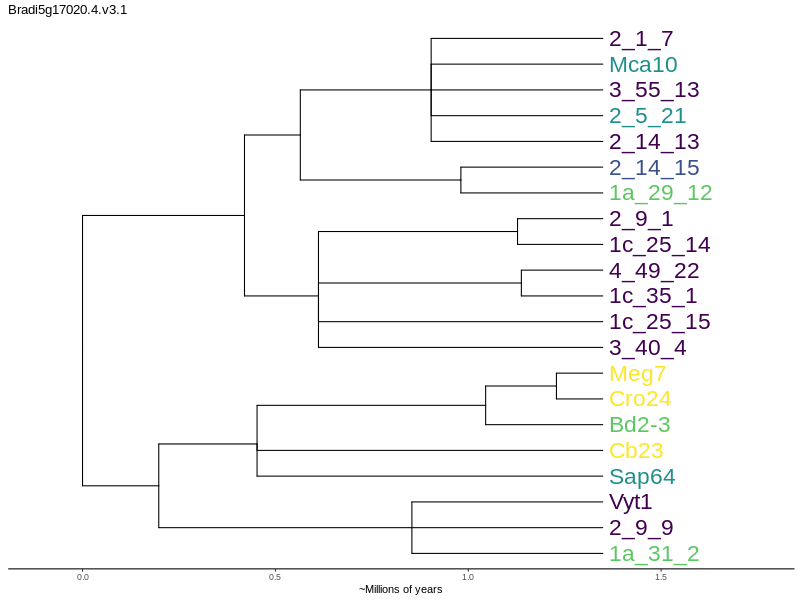 Bradi5g17020.4.v3.1
2_1_7
Mca10
3_55_13
2_5_21
2_14_13
2_14_15
1a_29_12
2_9_1
1c_25_14
4_49_22
1c_35_1
1c_25_15
3_40_4
Meg7
Cro24
Bd2-3
Cb23
Sap64
Vyt1
2_9_9
1a_31_2
0.0 0.5 1.0 1.5
~Millions of years